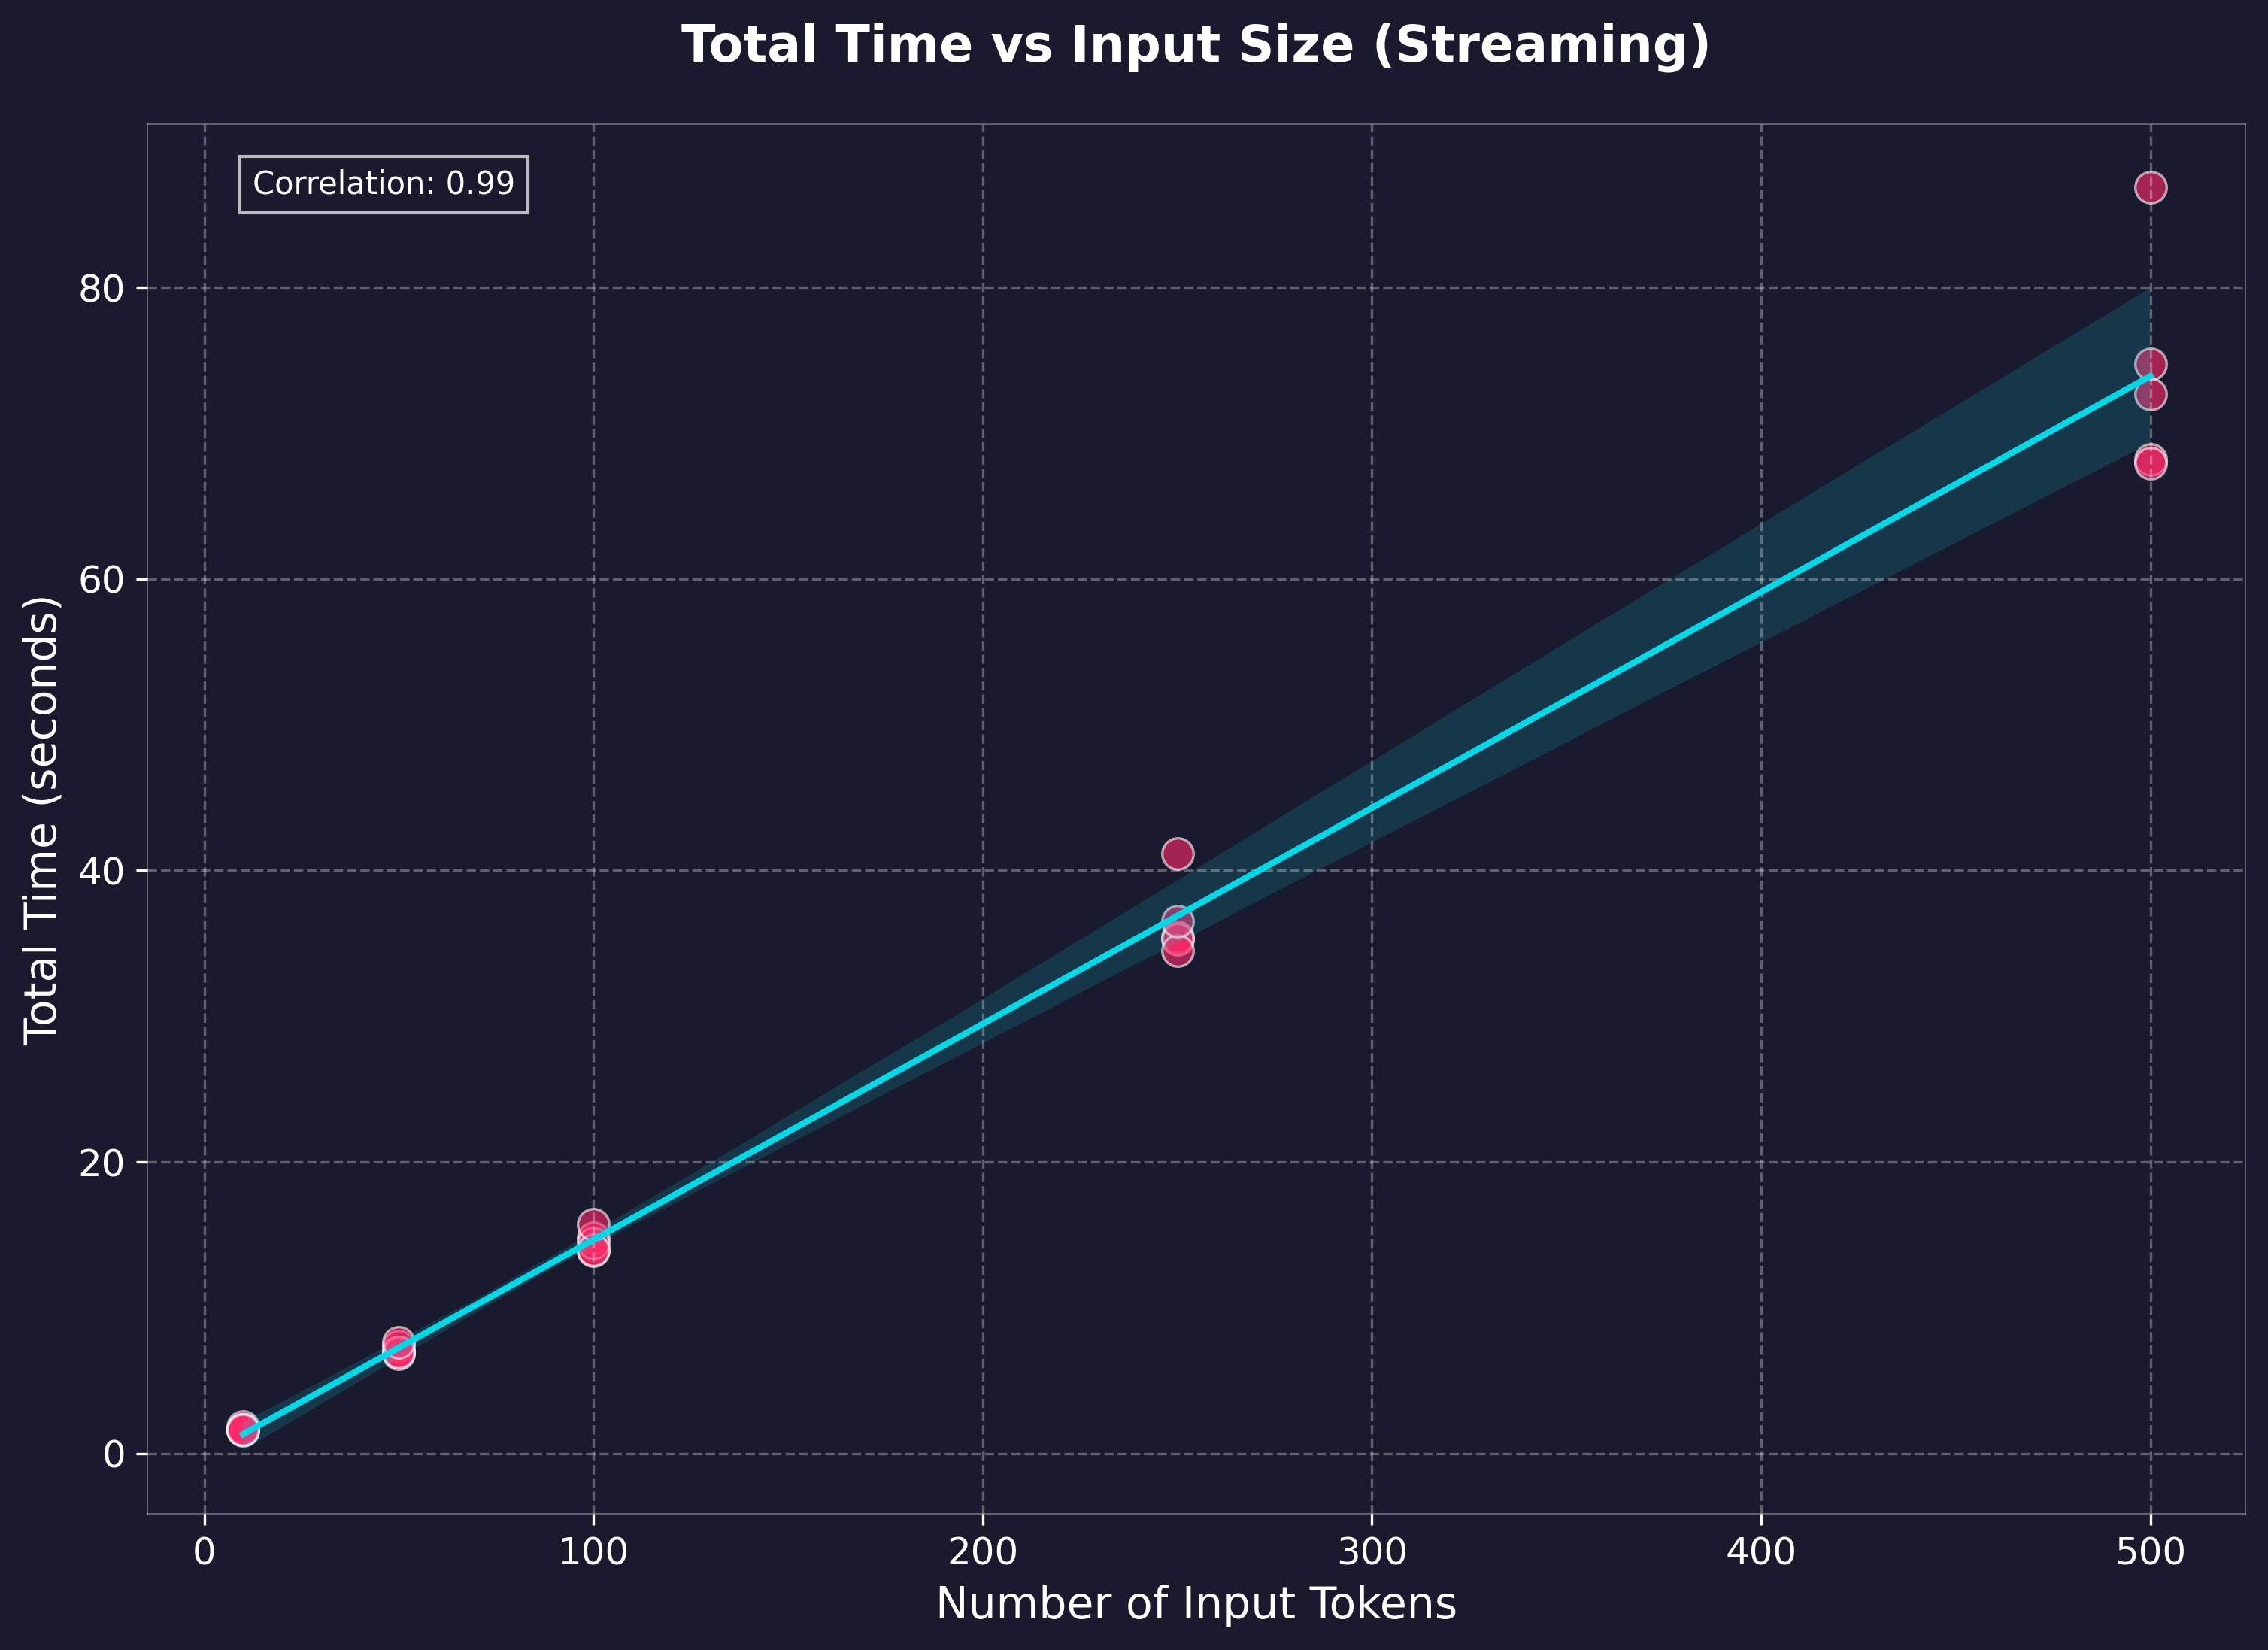 Total Time vs Input Size (Streaming)
Correlation: 0.99
Total Time (seconds)
80
60
40
20
0
0 100 200 300 400 500
Number of Input Tokens